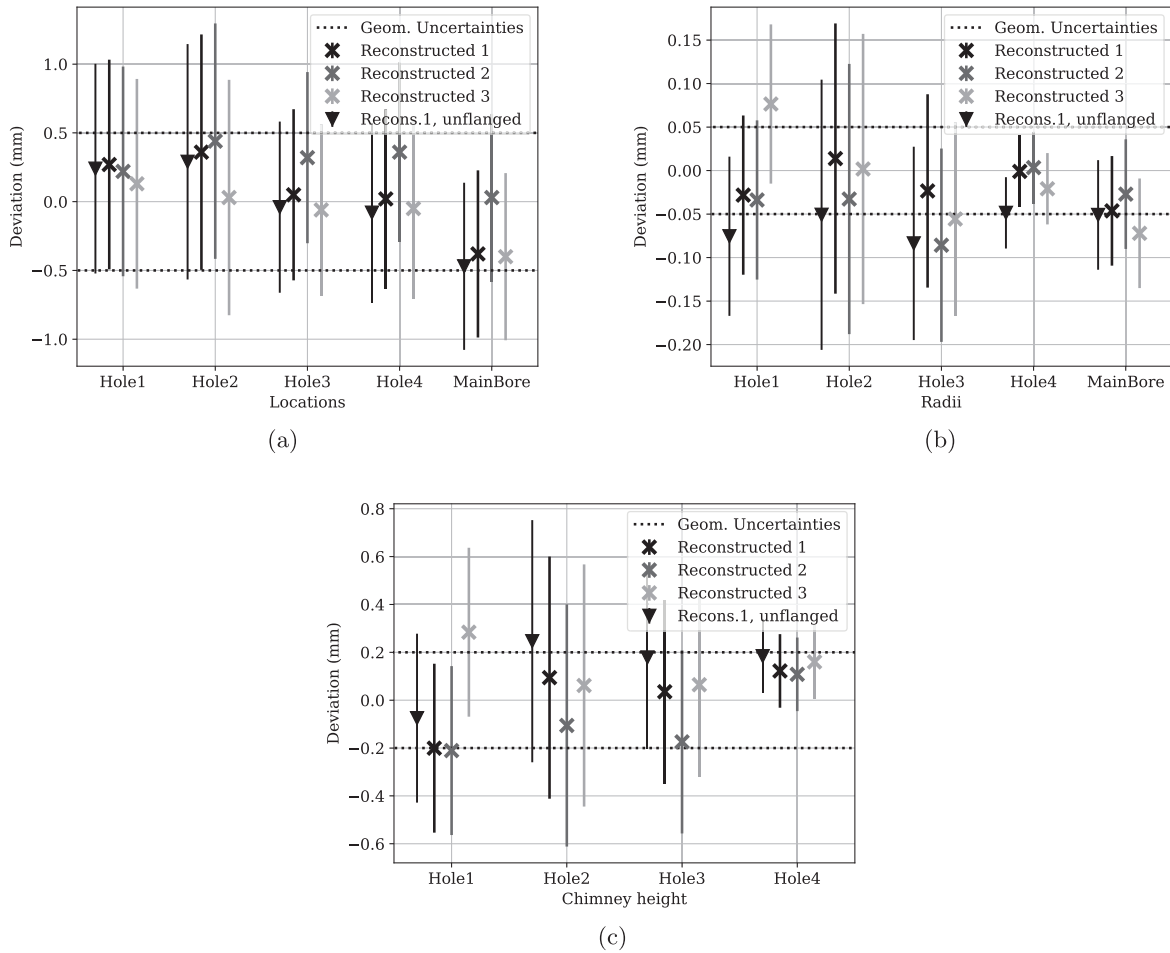 Geom. Uncertainties
Reconstructed 1
Reconstructed 2
Reconstructed 3
Recons.1, unflanged
1.0
0.5
0.0
−0.5
−1.0
Deviation (mm)
Hole1 Hole2 Hole3 Hole4 MainBore
Locations
(a)
Geom. Uncertainties
Reconstructed 1
Reconstructed 2
Reconstructed 3
Recons.1, unflanged
0.15
0.10
0.05
0.00
−0.05
−0.10
−0.15
−0.20
Deviation (mm)
Hole1 Hole2 Hole3 Hole4 MainBore
Radii
(b)
Geom. Uncertainties
Reconstructed 1
Reconstructed 2
Reconstructed 3
Recons.1, unflanged
0.8
0.6
0.4
0.2
0.0
−0.2
−0.4
−0.6
Deviation (mm)
Hole1 Hole2 Hole3 Hole4
Chimney height
(c)